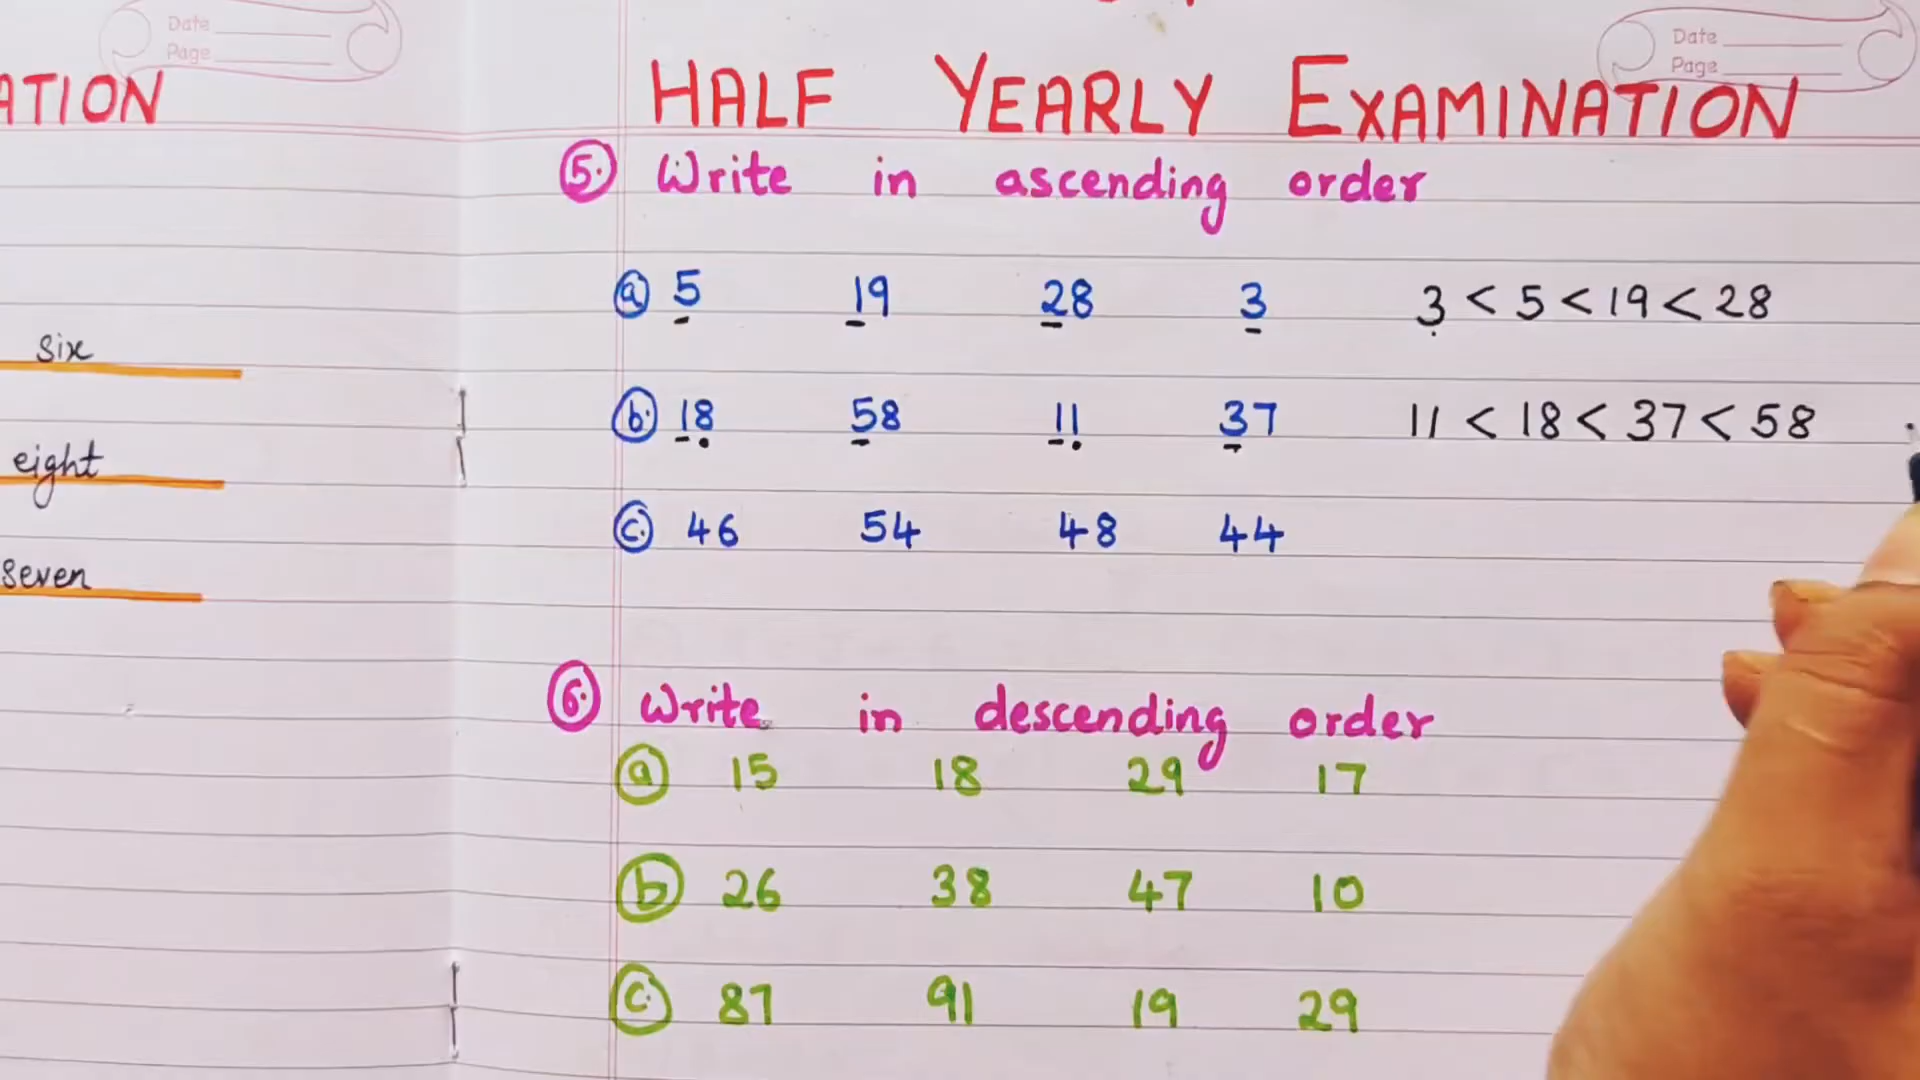 Date
Page
ATION
six
eight
seven
Date
Page
HALF YEARLY EXAMINATION
5. Write in ascending order
a 5 19 28 3 3 < 5 < 19 < 28
b. 18 58 11 37 11 < 18 < 37 < 58
c. 46 54 48 44
6. Write in descending order
a 15 18 29 17
b 26 38 47 10
c. 87 91 19 29